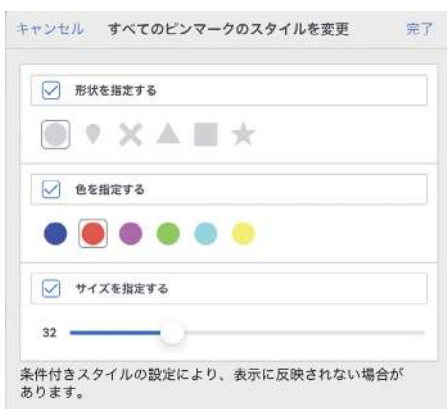 キャンセル すべてのピンマークのスタイルを変更 完了
形状を指定する
色を指定する
サイズを指定する
32
条件付きスタイルの設定により、表示に反映されない場合が
あります。